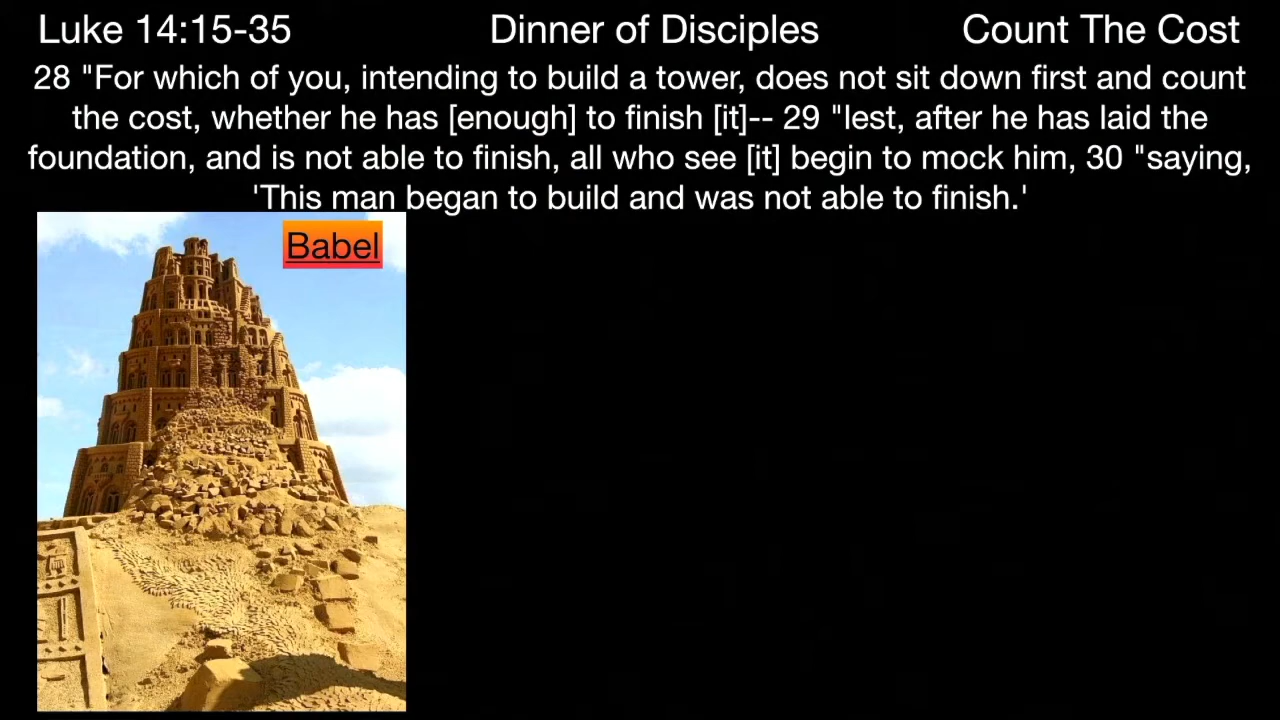 Luke 14:15-35 Dinner of Disciples Count The Cost
28 "For which of you, intending to build a tower, does not sit down first and count
the cost, whether he has [enough] to finish [it]-- 29 "lest, after he has laid the
foundation, and is not able to finish, all who see [it] begin to mock him, 30 "saying,
'This man began to build and was not able to finish.'
Babel